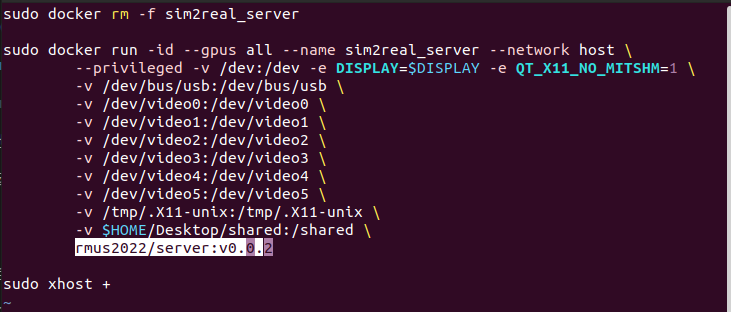 sudo docker rm -f sim2real_server
sudo docker run -id --gpus all --name sim2real_server --network host \
--privileged -v /dev:/dev -e DISPLAY=$DISPLAY -e QT_X11_NO_MITSHM=1 \
-v /dev/bus/usb:/dev/bus/usb \
-v /dev/video0:/dev/video0 \
-v /dev/video1:/dev/video1 \
-v /dev/video2:/dev/video2 \
-v /dev/video3:/dev/video3 \
-v /dev/video4:/dev/video4 \
-v /dev/video5:/dev/video5 \
-v /tmp/.X11-unix:/tmp/.X11-unix \
-v $HOME/Desktop/shared:/shared \
rmus2022/server:v0.0.2
sudo xhost +
~